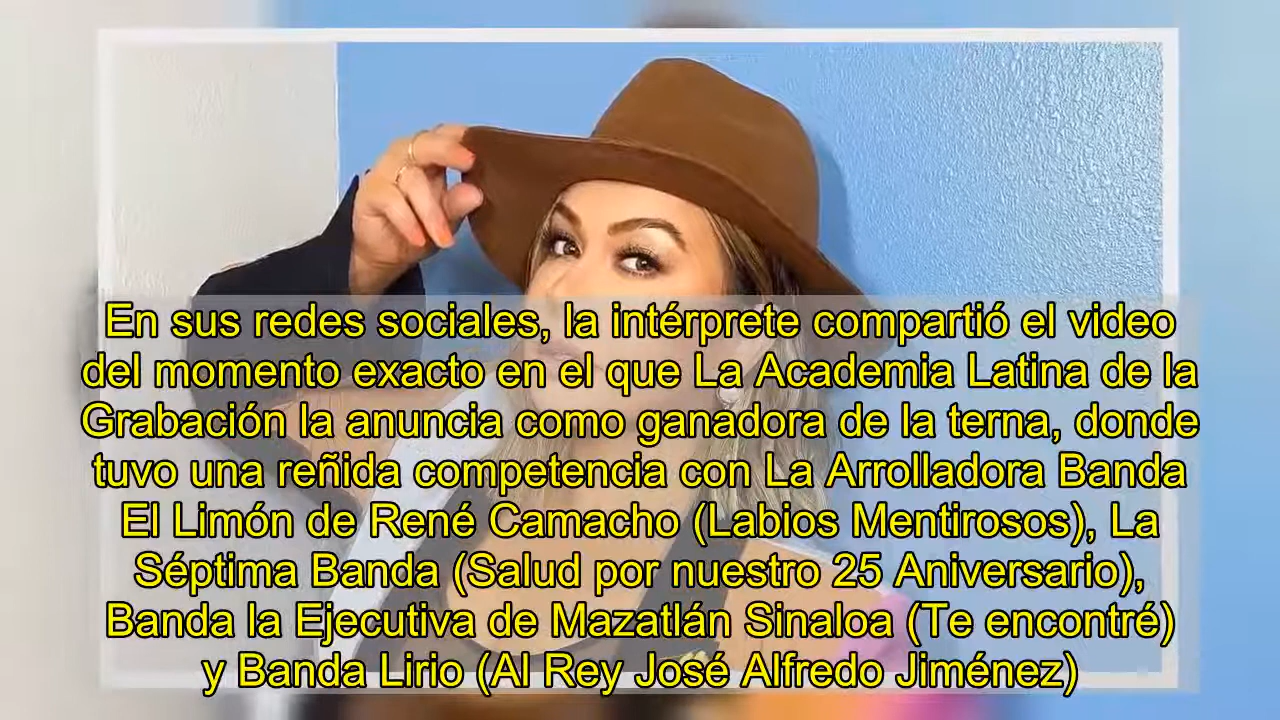 En sus redes sociales, la intérprete compartió el video
del momento exacto en el que La Academia Latina de la
Grabación la anuncia como ganadora de la terna, donde
tuvo una reñida competencia con La Arrolladora Banda
El Limón de René Camacho (Labios Mentirosos), La
Séptima Banda (Salud por nuestro 25 Aniversario),
Banda la Ejecutiva de Mazatlán Sinaloa (Te encontré)
y Banda Lirio (Al Rey José Alfredo Jiménez)